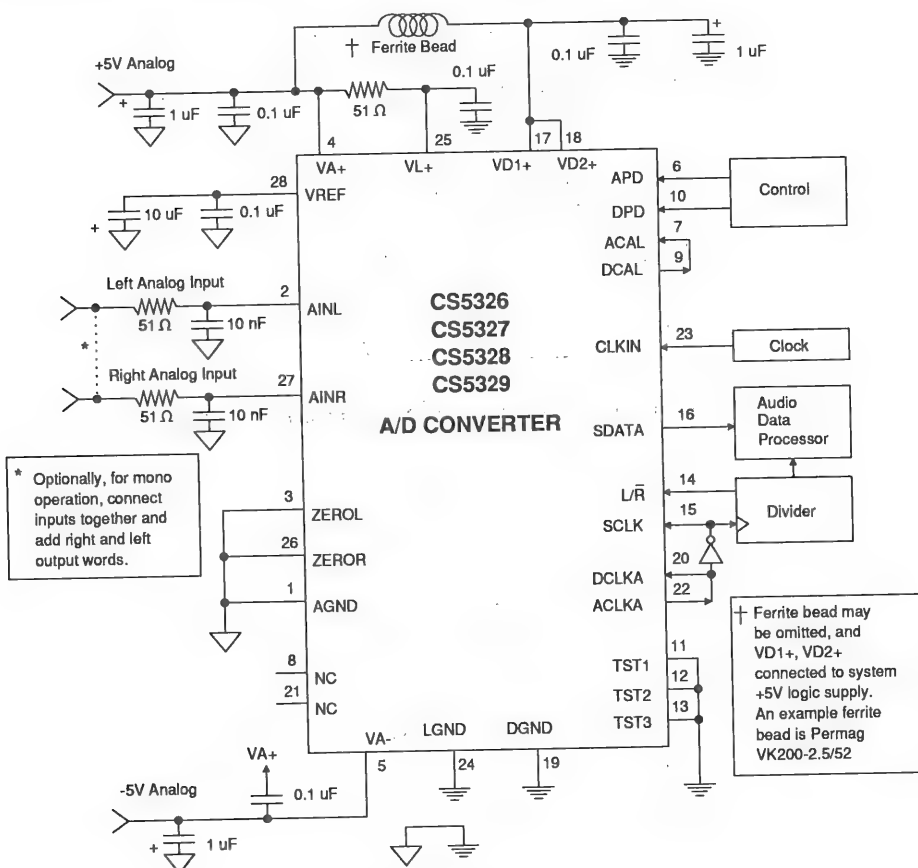 † Ferrite Bead
0.1 uF
+
1 uF
+5V Analog
+
1 uF
0.1 uF
51 Ω
0.1 uF
4
25
17
18
VA+
VL+
VD1+
VD2+
28
VREF
+
10 uF
0.1 uF
APD
6
DPD
10
Control
ACAL
7
DCAL
9
Left Analog Input
51 Ω
10 nF
2
AINL
*
Right Analog Input
51 Ω
10 nF
27
AINR
CS5326
CS5327
CS5328
CS5329
A/D CONVERTER
CLKIN
23
Clock
SDATA
16
Audio
Data
Processor
L/R̅
14
SCLK
15
Divider
DCLKA
20
ACLKA
22
* Optionally, for mono
operation, connect
inputs together and
add right and left
output words.
3
ZEROL
26
ZEROR
1
AGND
8
NC
21
NC
TST1
11
TST2
12
TST3
13
† Ferrite bead may
be omitted, and
VD1+, VD2+
connected to system
+5V logic supply.
An example ferrite
bead is Permag
VK200-2.5/52
VA-
5
LGND
24
DGND
19
VA+
0.1 uF
-5V Analog
+
1 uF